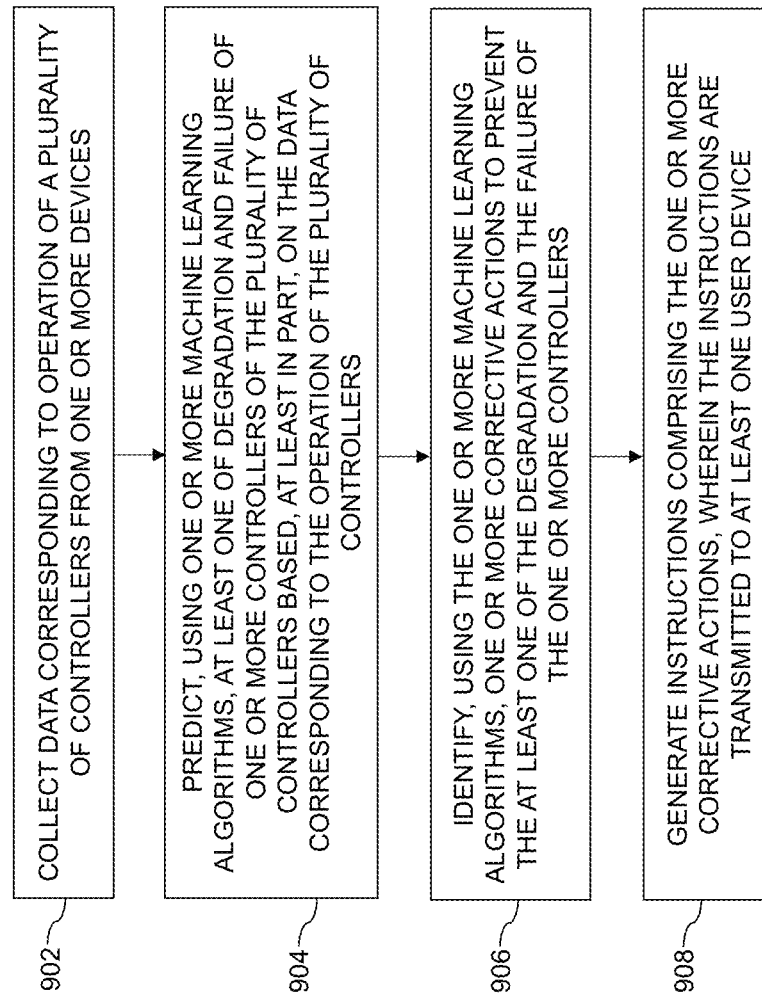 902
COLLECT DATA CORRESPONDING TO OPERATION OF A PLURALITY
OF CONTROLLERS FROM ONE OR MORE DEVICES
904
PREDICT, USING ONE OR MORE MACHINE LEARNING
ALGORITHMS, AT LEAST ONE OF DEGRADATION AND FAILURE OF
ONE OR MORE CONTROLLERS OF THE PLURALITY OF
CONTROLLERS BASED, AT LEAST IN PART, ON THE DATA
CORRESPONDING TO THE OPERATION OF THE PLURALITY OF
CONTROLLERS
906
IDENTIFY, USING THE ONE OR MORE MACHINE LEARNING
ALGORITHMS, ONE OR MORE CORRECTIVE ACTIONS TO PREVENT
THE AT LEAST ONE OF THE DEGRADATION AND THE FAILURE OF
THE ONE OR MORE CONTROLLERS
908
GENERATE INSTRUCTIONS COMPRISING THE ONE OR MORE
CORRECTIVE ACTIONS, WHEREIN THE INSTRUCTIONS ARE
TRANSMITTED TO AT LEAST ONE USER DEVICE